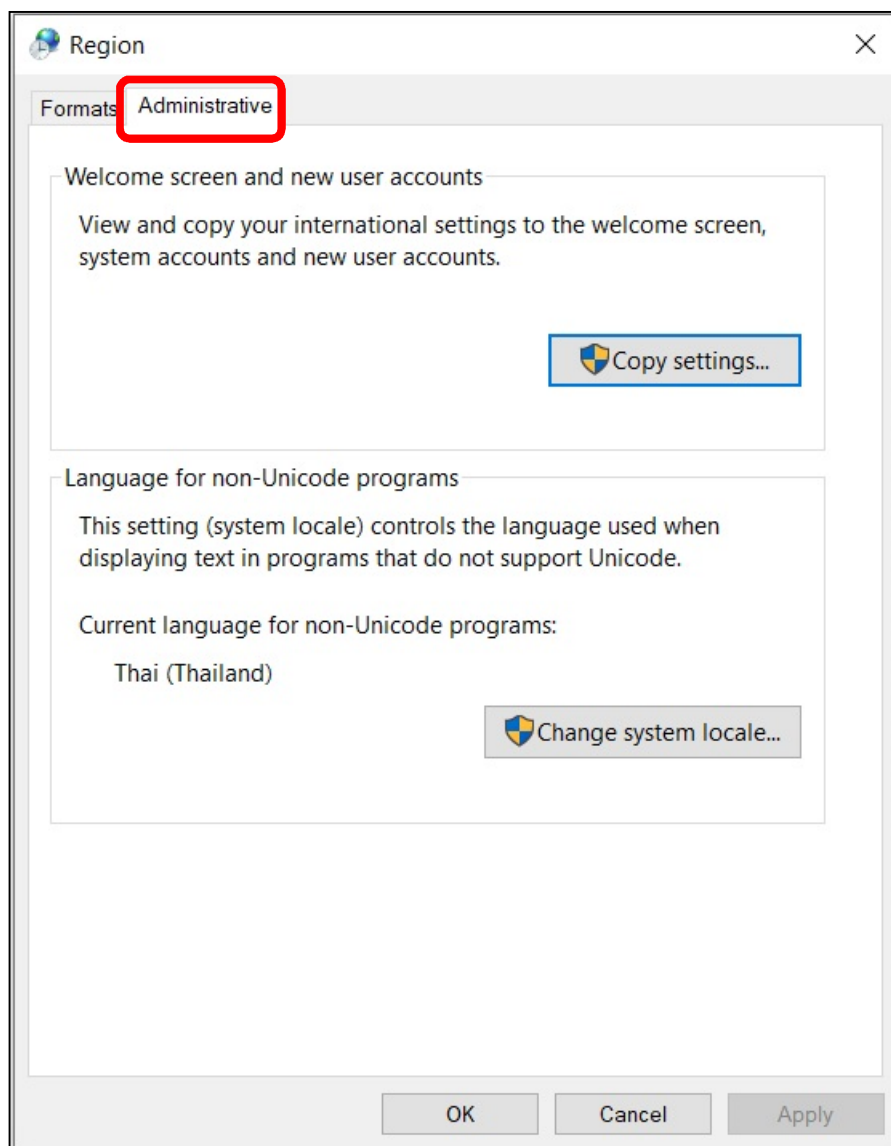 Region
Formats
Administrative
Welcome screen and new user accounts
View and copy your international settings to the welcome screen,
system accounts and new user accounts.
Copy settings...
Language for non-Unicode programs
This setting (system locale) controls the language used when
displaying text in programs that do not support Unicode.
Current language for non-Unicode programs:
Thai (Thailand)
Change system locale...
OK
Cancel
Apply